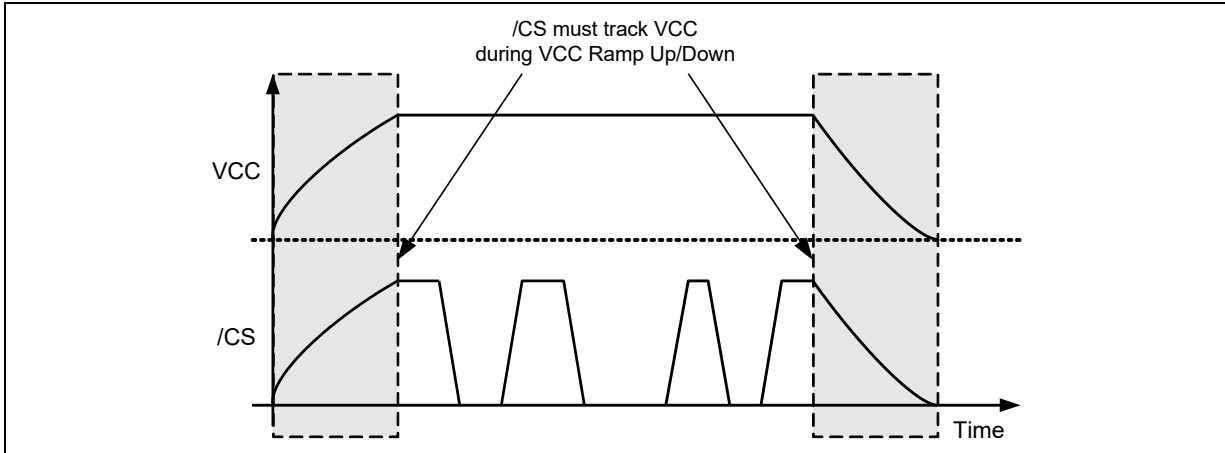 /CS must track VCC
during VCC Ramp Up/Down
VCC
/CS
Time